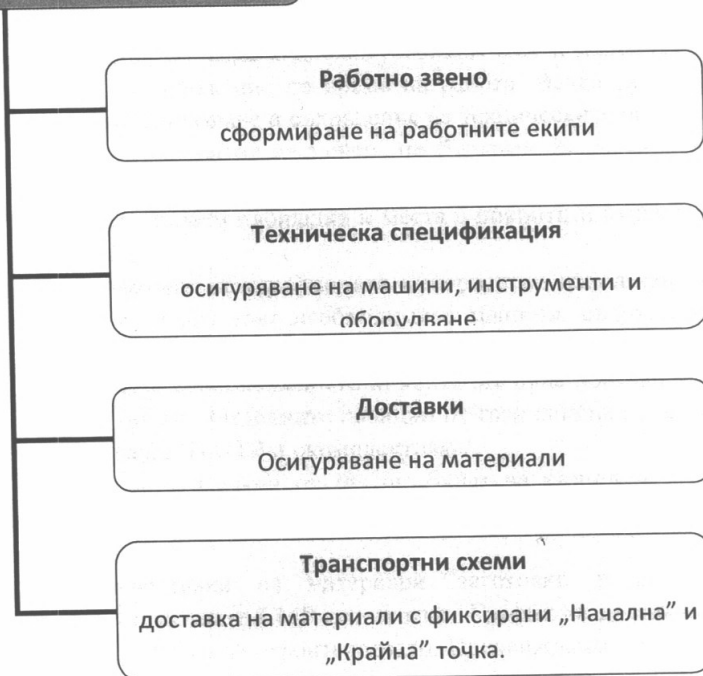 Работно звено
сформиране на работните екипи
Техническа спецификация
осигуряване на машини, инструменти и
оборудване
Доставки
Осигуряване на материали
Транспортни схеми
доставка на материали с фиксирани „Начална” и
„Крайна” точка.